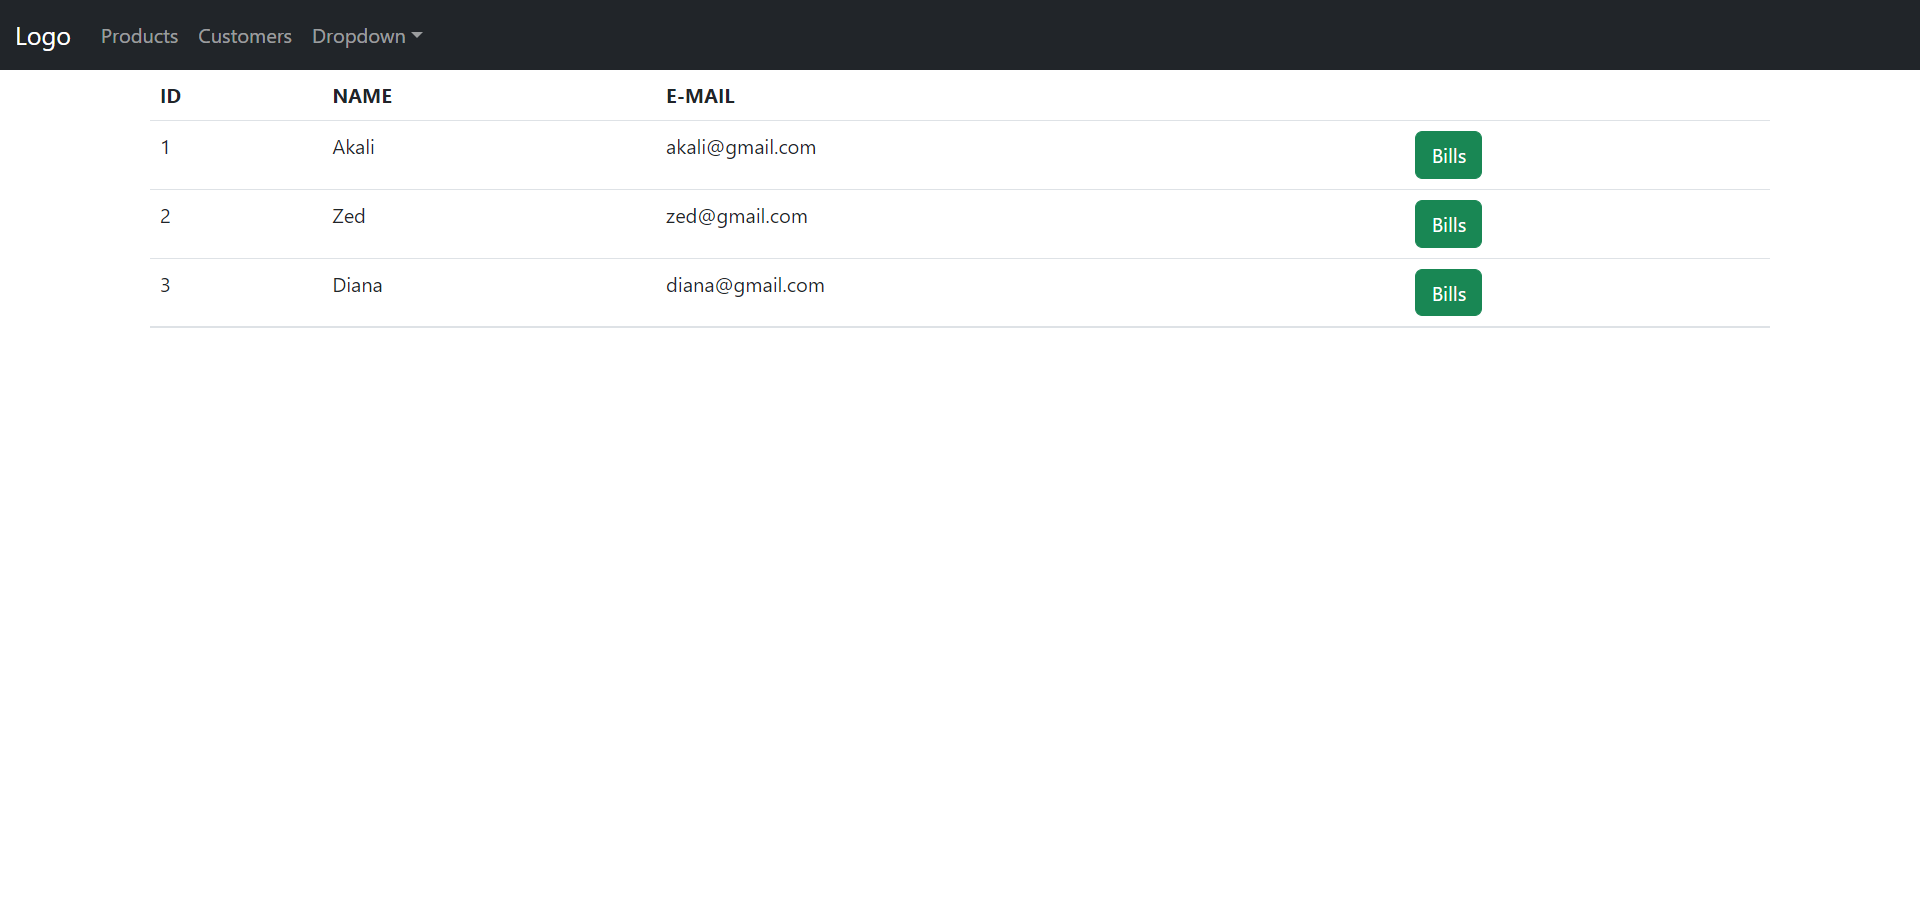 Logo Products Customers Dropdown
ID NAME E-MAIL
1 Akali akali@gmail.com Bills
2 Zed zed@gmail.com Bills
3 Diana diana@gmail.com Bills